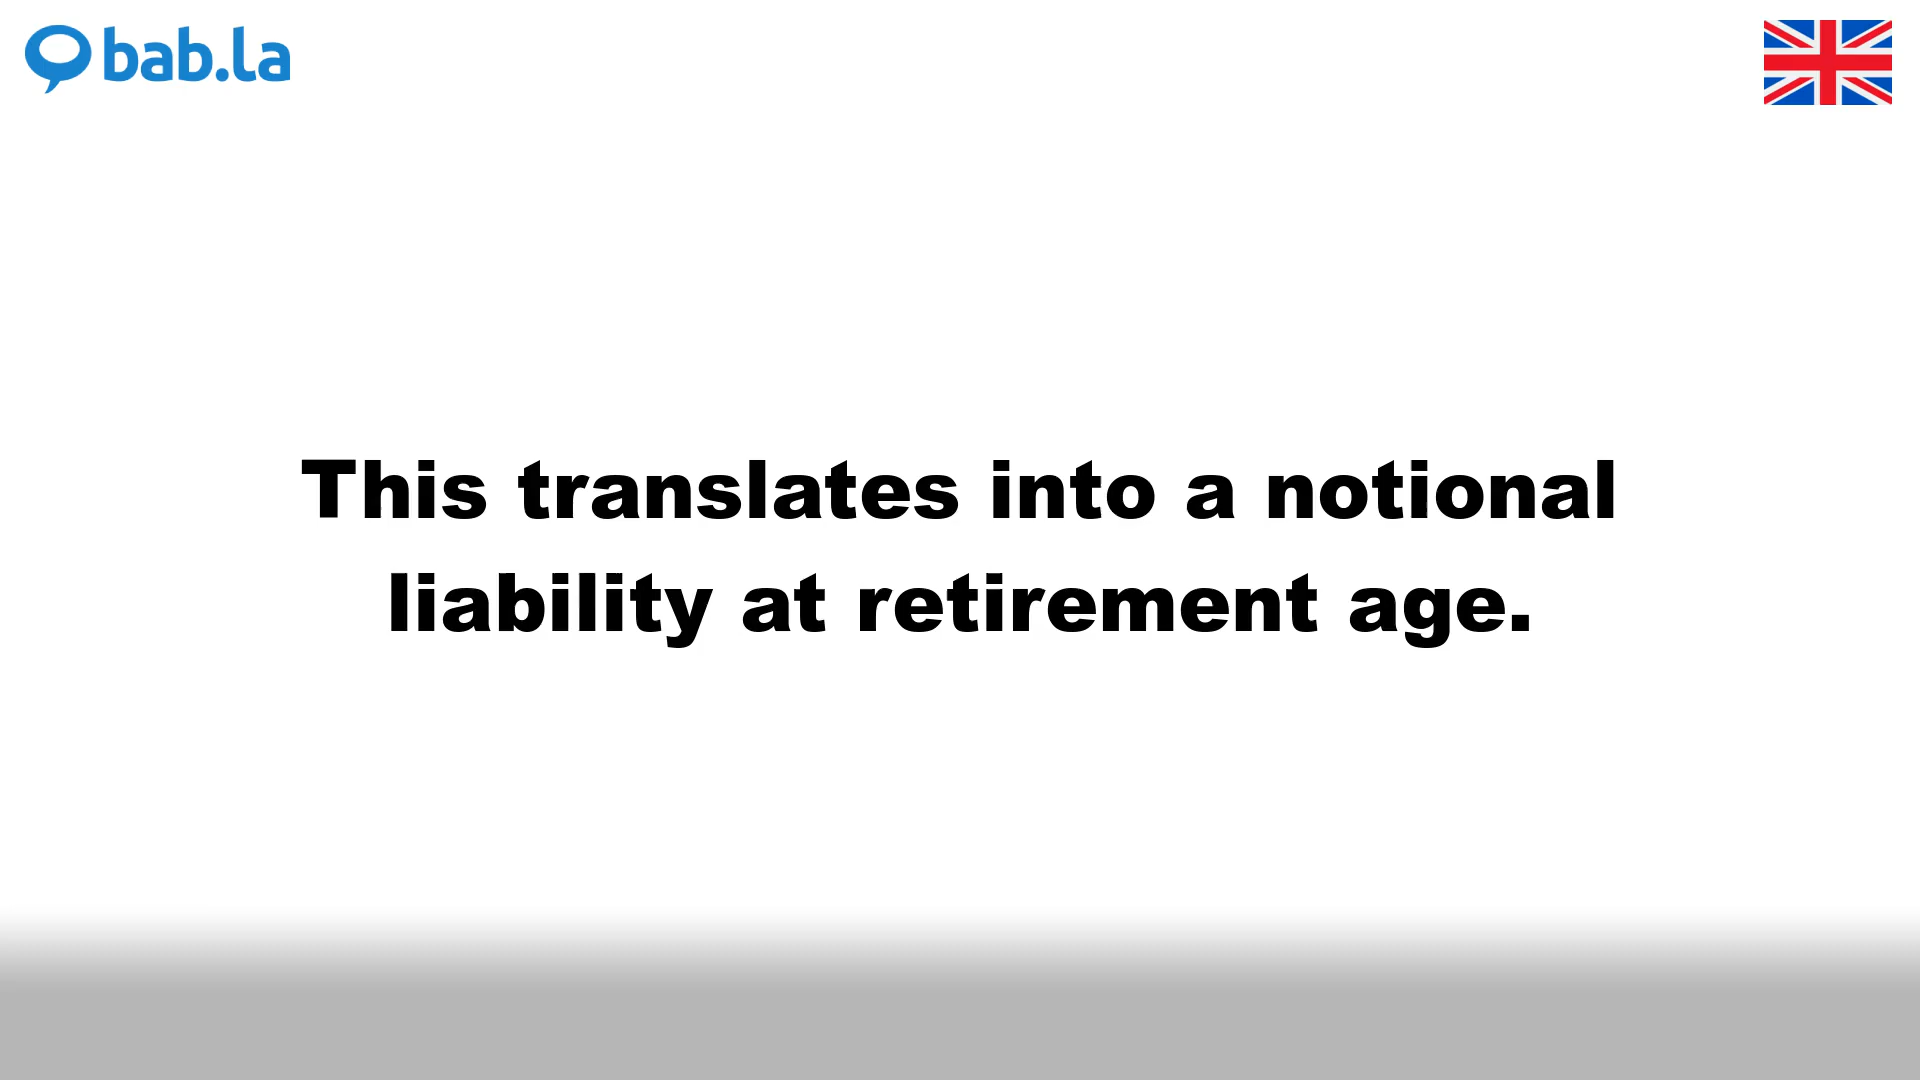 bab.la
This translates into a notional
liability at retirement age.